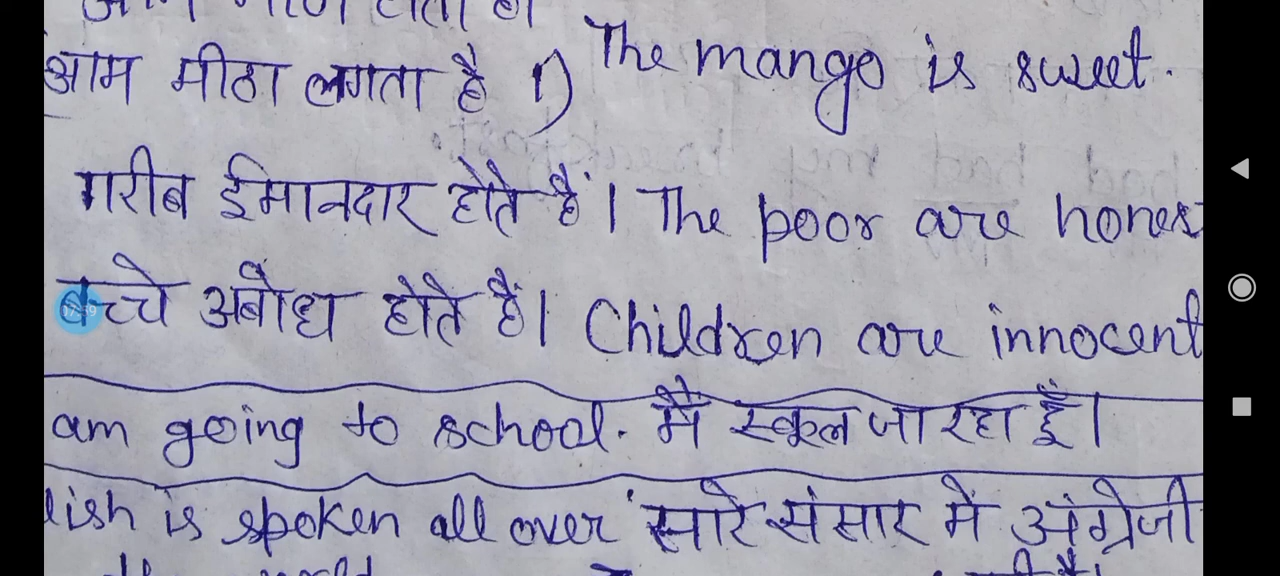 आम मीठा लगता है 1) The mango is sweet.
गरीब ईमानदार होते हैं। The poor are hones
बच्चे अबोध होते हैं। Children are innocent
am going to school. मैं स्कूल जा रहा हूँ।
lish is spoken all over सारे संसार में अंग्रेजी